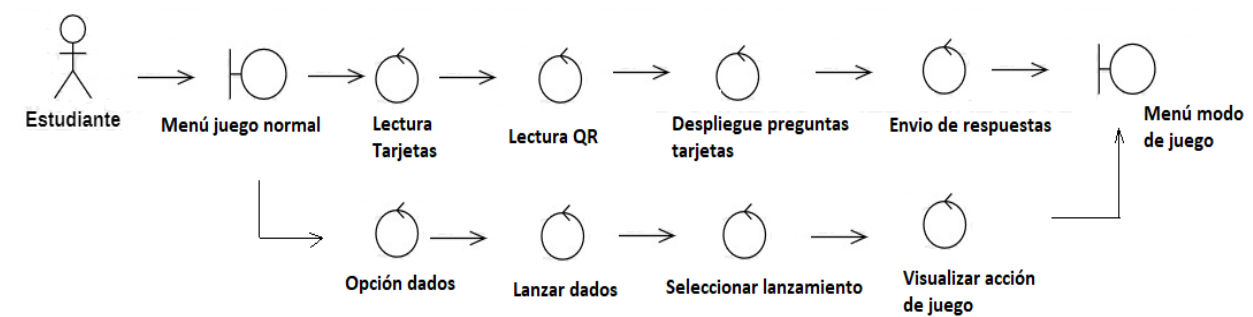 Estudiante
Menú juego normal
Lectura
Tarjetas
Lectura QR
Despliegue preguntas
tarjetas
Envio de respuestas
Menú modo
de juego
Opción dados
Lanzar dados
Seleccionar lanzamiento
Visualizar acción
de juego